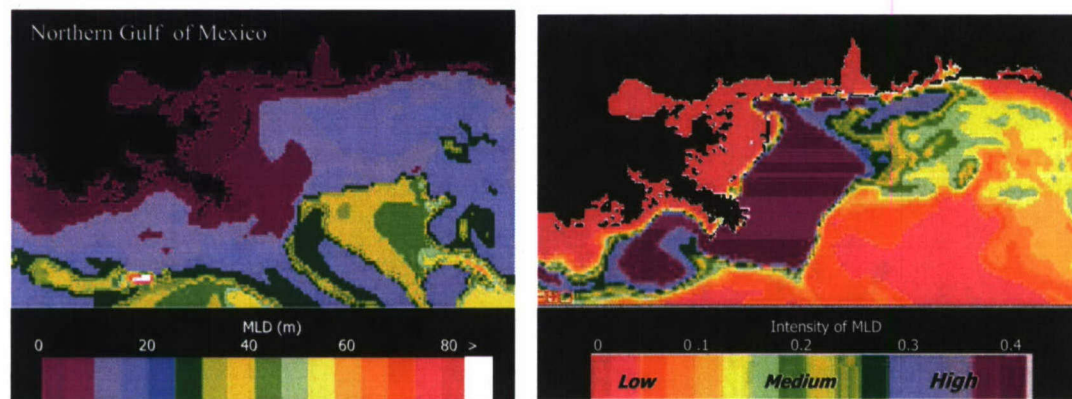 Northern Gulf of Mexico
MLD (m)
0 20 40 60 80 >
Intensity of MLD
0 0.1 0.2 0.3 0.4
Low Medium High